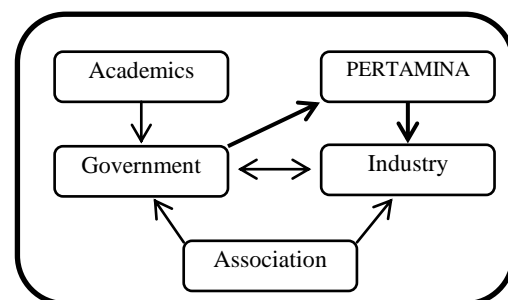 Academics
PERTAMINA
Government
Industry
Association